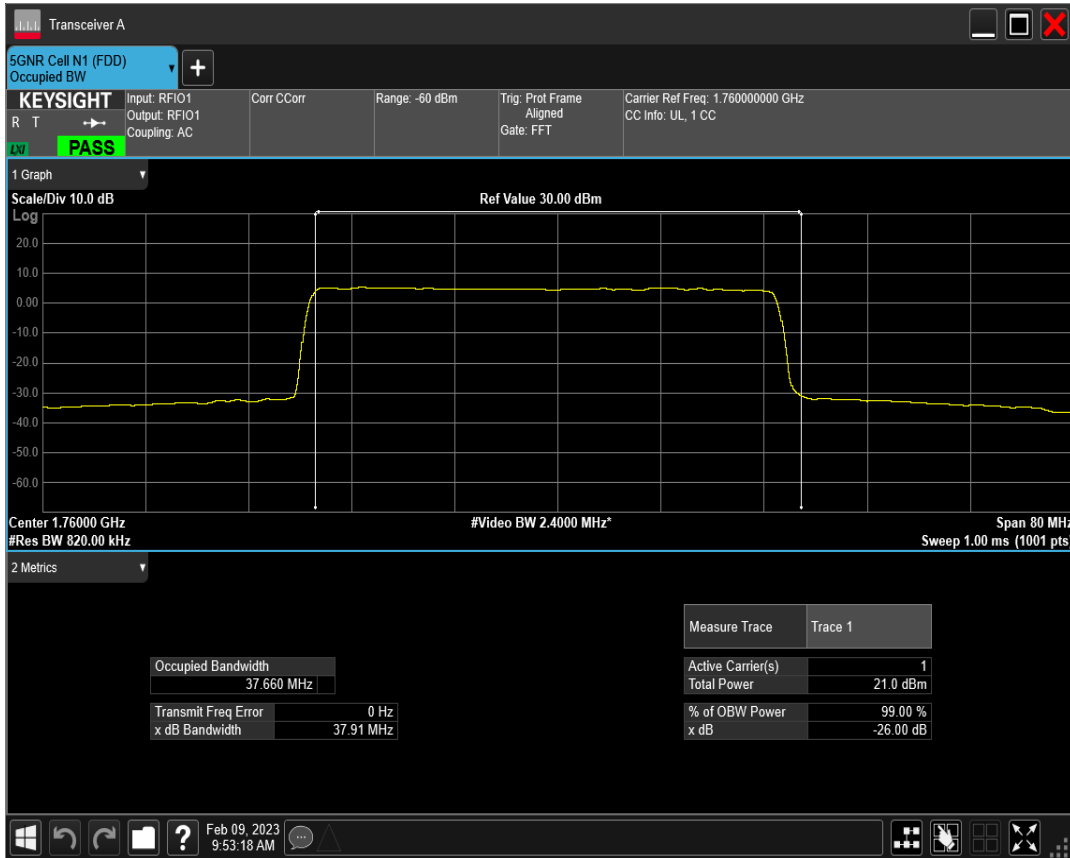 Transceiver A
5GNR Cell N1 (FDD)
Occupied BW
+
KEYSIGHT
R T
LXI
PASS
Input: RFIO1
Output: RFIO1
Coupling: AC
Corr CCorr
Range: -60 dBm
Trig: Prot Frame
Aligned
Gate: FFT
Carrier Ref Freq: 1.760000000 GHz
CC Info: UL, 1 CC
1 Graph
Scale/Div 10.0 dB
Ref Value 30.00 dBm
Log
20.0
10.0
0.00
-10.0
-20.0
-30.0
-40.0
-50.0
-60.0
Center 1.76000 GHz
#Video BW 2.4000 MHz*
Span 80 MHz
#Res BW 820.00 kHz
Sweep 1.00 ms (1001 pts)
2 Metrics
Measure Trace Trace 1
Occupied Bandwidth
37.660 MHz
Transmit Freq Error 0 Hz
x dB Bandwidth 37.91 MHz
Active Carrier(s) 1
Total Power 21.0 dBm
% of OBW Power 99.00 %
x dB -26.00 dB
?
Feb 09, 2023
9:53:18 AM